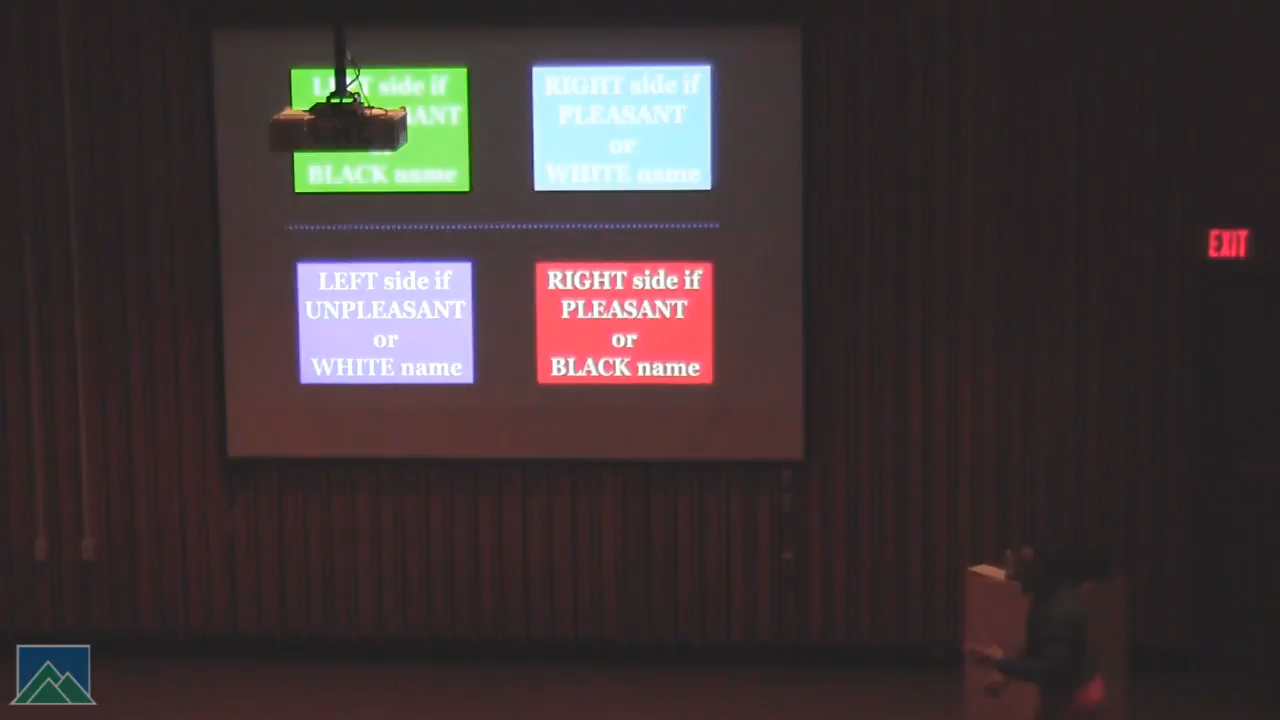 side if
BLACK name
RIGHT side if
PLEASANT
or
WHITE name
LEFT side if
UNPLEASANT
or
WHITE name
RIGHT side if
PLEASANT
or
BLACK name
EXIT